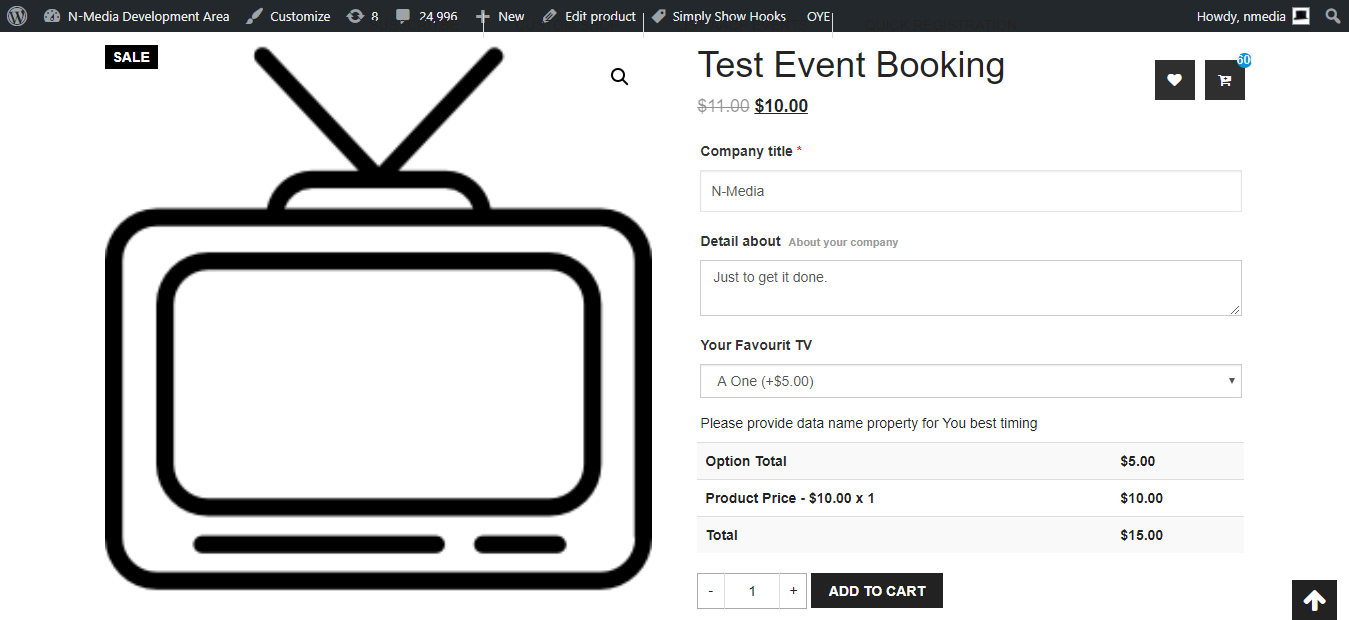 N-Media Development Area Customize 8 24,996 New Edit product Simply Show Hooks OYE Howdy, nmedia
SALE
Test Event Booking
60
$11.00 $10.00
Company title *
N-Media
Detail about About your company
Just to get it done.
Your Favourit TV
A One (+$5.00)
Please provide data name property for You best timing
Option Total $5.00
Product Price - $10.00 x 1 $10.00
Total $15.00
- 1 + ADD TO CART